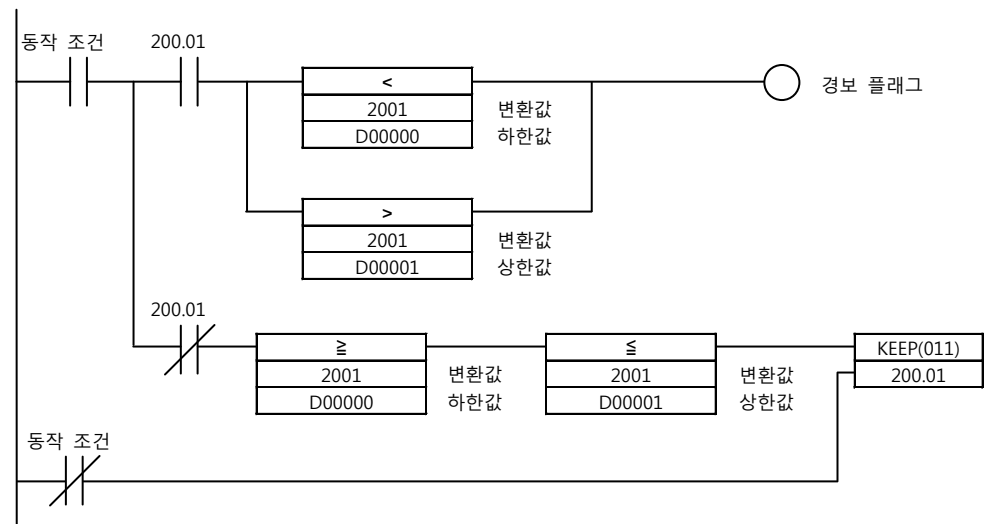 동작 조건
200.01
<
2001
D00000
변환값
하한값
경보 플래그
>
2001
D00001
변환값
상한값
200.01
≧
2001
D00000
변환값
하한값
≦
2001
D00001
변환값
상한값
KEEP(011)
200.01
동작 조건